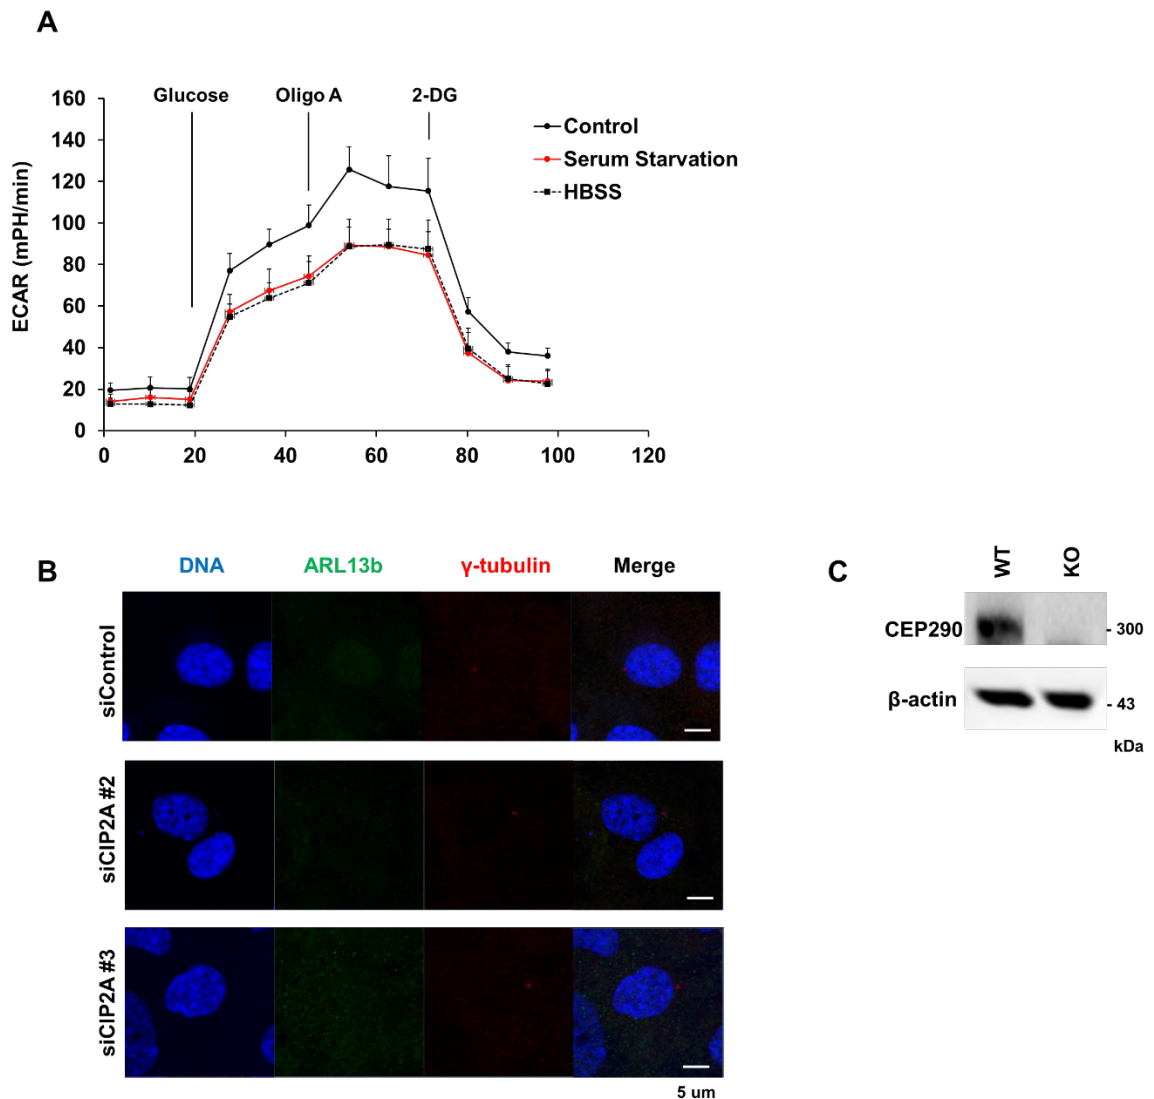 A
Glucose Oligo A 2-DG
Control
Serum Starvation
HBSS
ECAR (mPH/min)
160
140
120
100
80
60
40
20
0
0 20 40 60 80 100 120
B
DNA ARL13b γ-tubulin Merge
siControl
siCIP2A #2
siCIP2A #3
5 um
C
WT KO
CEP290 - 300
β-actin - 43
kDa